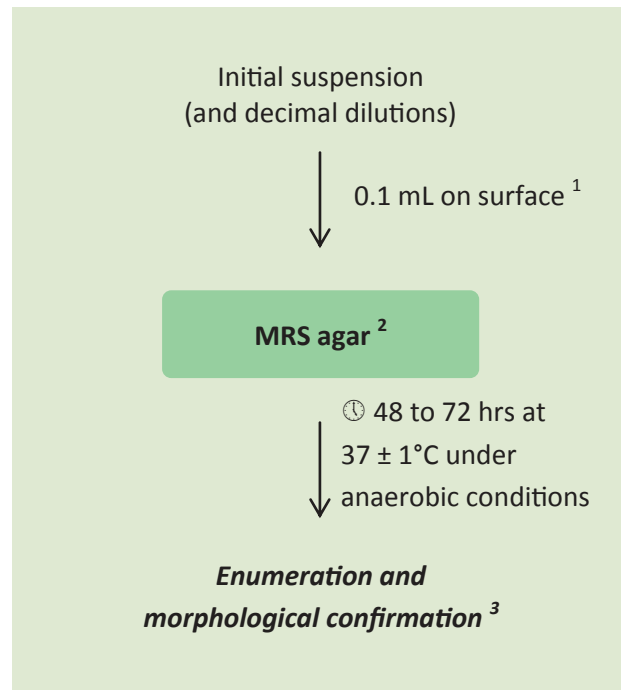 Initial suspension
(and decimal dilutions)
0.1 mL on surface ¹
MRS agar ²
🕔 48 to 72 hrs at
37 ± 1°C under
anaerobic conditions
Enumeration and
morphological confirmation ³